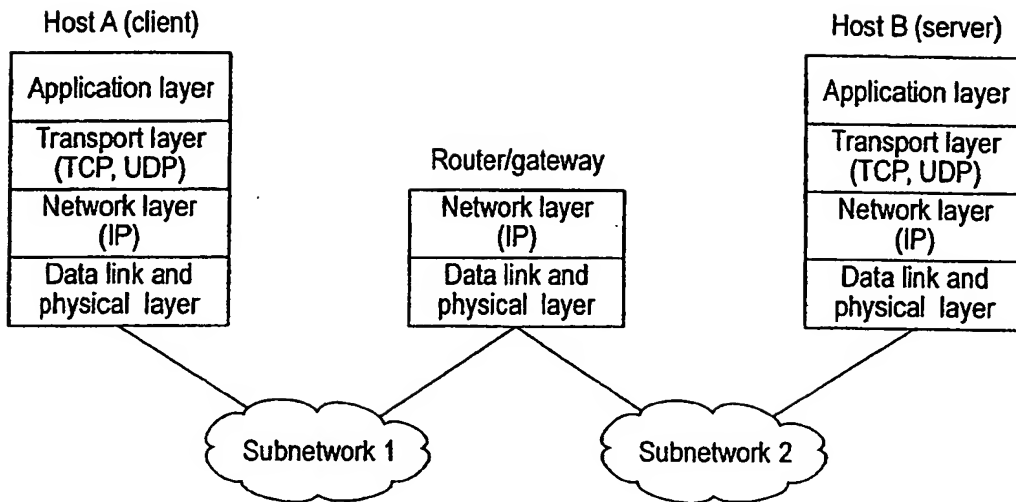 Host A (client)
Application layer
Transport layer
(TCP, UDP)
Network layer
(IP)
Data link and
physical layer
Router/gateway
Network layer
(IP)
Data link and
physical layer
Host B (server)
Application layer
Transport layer
(TCP, UDP)
Network layer
(IP)
Data link and
physical layer
Subnetwork 1
Subnetwork 2